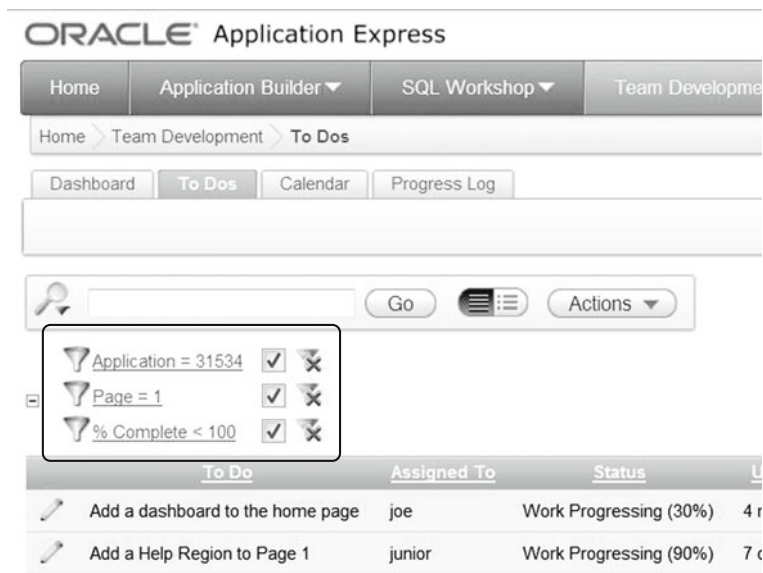 ORACLE® Application Express
Home Application Builder SQL Workshop Team
Home Team Development To Dos
Dashboard To Dos Calendar Progress Log
Go Actions
Application = 31534
Page = 1
% Complete < 100
To Do Assigned To Status
Add a dashboard to the home page joe Work Progressing (30%) 4
Add a Help Region to Page 1 junior Work Progressing (90%) 7